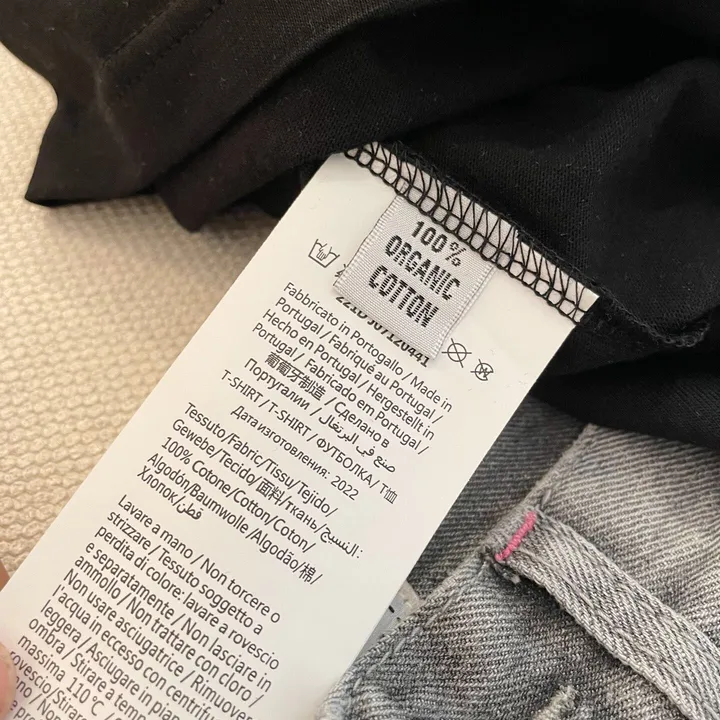 100%
ORGANIC
COTTON
Fabbricato in Portogallo / Made in
Portugal / Fabriqué au Portugal /
Hecho en Portugal / Hergestellt in
Portugal / Fabricado em Portugal /
葡萄牙制造 / Сделано в
Португалии / صنع في البرتغال
T-SHIRT / T-SHIRT / ФУТБОЛКА / T恤
Дата изготовления: 2022
Tessuto/Fabric/Tissu/Tejido/
Gewebe/Tecido/面料/ткань/النسيج:
100% Cotone/Cotton/Coton/
Algodón/Baumwolle /Algodão/棉/
Хлопок/قطن
Lavare a mano / Non torcere o
strizzare / Tessuto soggetto a
perdita di colore: lavare a rovescio
e separatamente / Non lasciare in
ammollo / Non trattare con cloro /
Non usare asciugatrice / Rimuovere
l'acqua in eccesso con centrifuga
leggera / Asciugare in piano
ombra / Stirare a temp
massima 110°C /
rovescio/Stirare